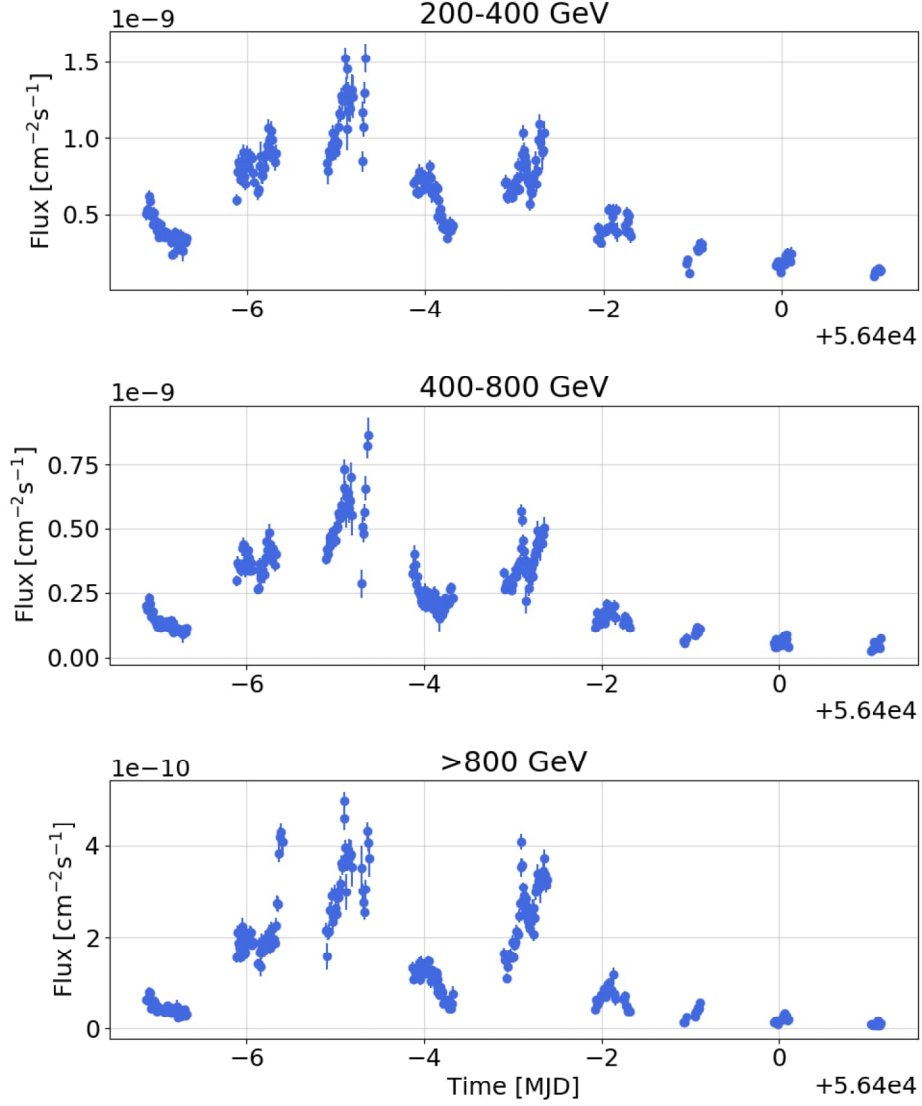 200-400 GeV
1e−9
1.5
1.0
0.5
Flux [cm⁻²s⁻¹]
−6 −4 −2 0
+5.64e4
400-800 GeV
1e−9
0.75
0.50
0.25
0.00
Flux [cm⁻²s⁻¹]
−6 −4 −2 0
+5.64e4
>800 GeV
1e−10
4
2
0
Flux [cm⁻²s⁻¹]
−6 −4 −2 0
Time [MJD]
+5.64e4